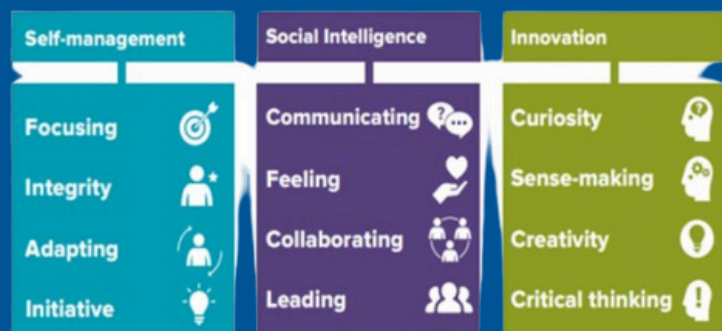 Self-management
Focusing
Integrity
Adapting
Initiative
Social Intelligence
Communicating
Feeling
Collaborating
Leading
Innovation
Curiosity
Sense-making
Creativity
Critical thinking